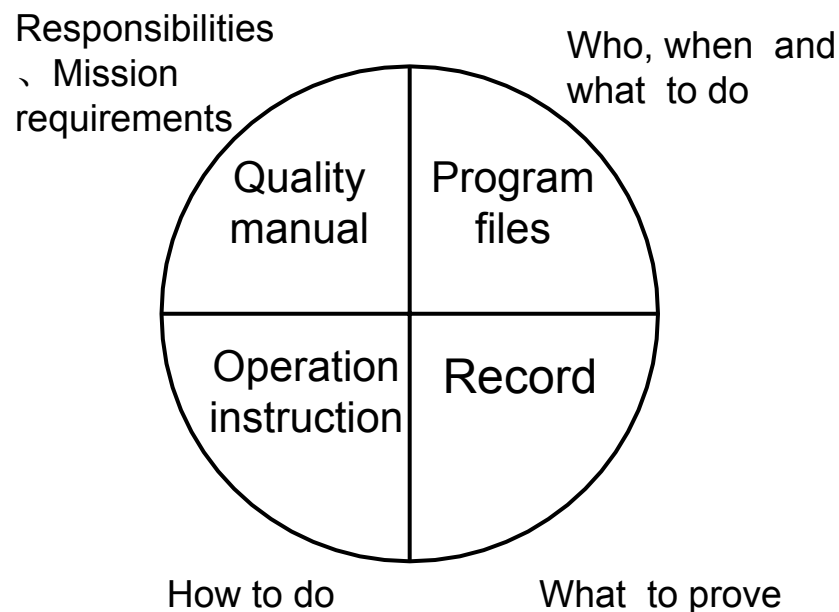 Responsibilities
、Mission
requirements
Who, when and
what to do
Quality
manual
Program
files
Operation
instruction
Record
How to do
What to prove